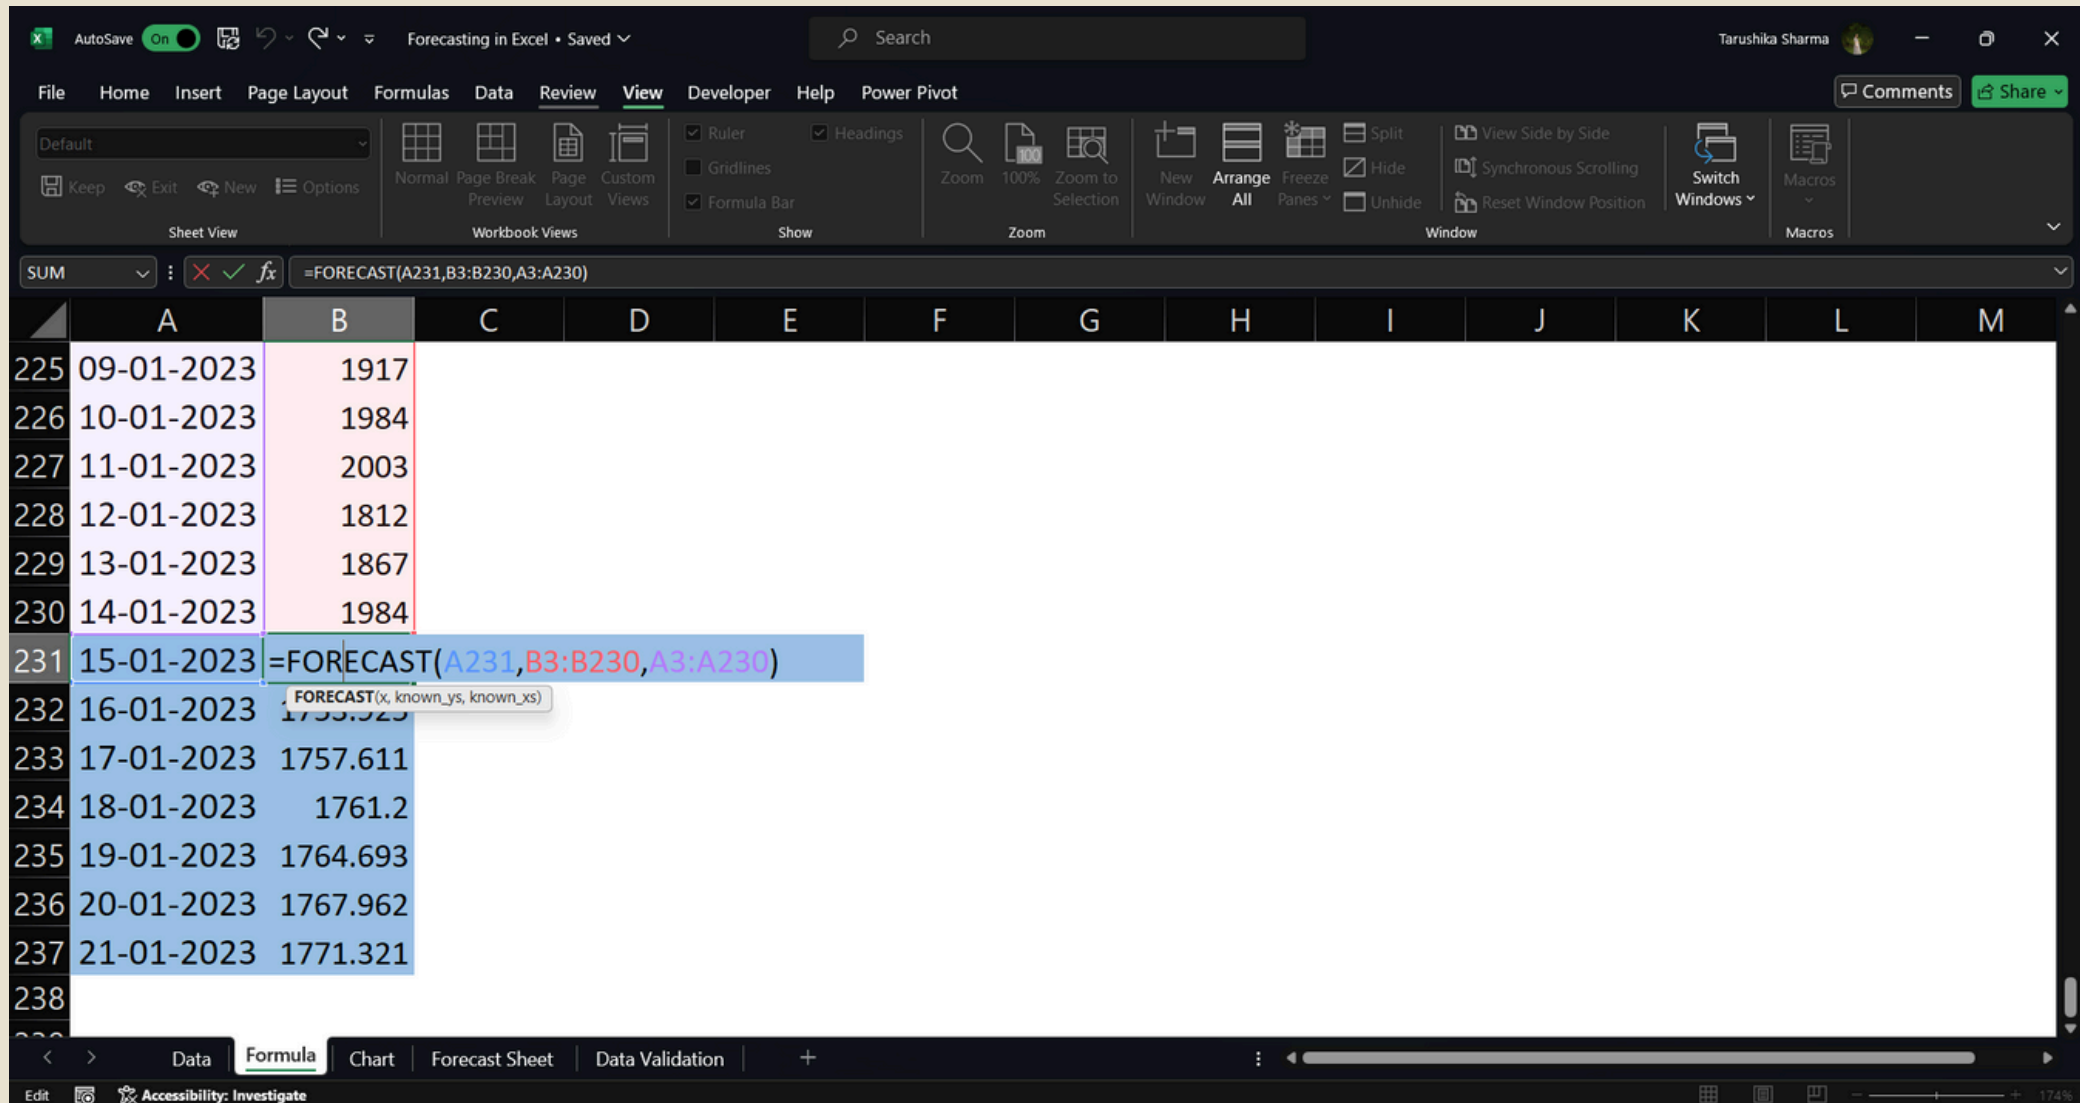 AutoSave On Forecasting in Excel • Saved Search Tarushika Sharma
File Home Insert Page Layout Formulas Data Review View Developer Help Power Pivot Comments Share
Default
Keep Exit New Options
Sheet View
Normal Page Break Preview Page Layout Custom Views
Workbook Views
Ruler Headings
Gridlines
Formula Bar
Show
Zoom 100% Zoom to Selection
Zoom
New Window Arrange All Freeze Panes
Split
Hide
Unhide
View Side by Side
Synchronous Scrolling
Reset Window Position
Switch Windows
Window
Macros
Macros
SUM fx =FORECAST(A231,B3:B230,A3:A230)
A B C D E F G H I J K L M
225 09-01-2023 1917
226 10-01-2023 1984
227 11-01-2023 2003
228 12-01-2023 1812
229 13-01-2023 1867
230 14-01-2023 1984
231 15-01-2023 =FORECAST(A231,B3:B230,A3:A230)
FORECAST(x, known_ys, known_xs)
232 16-01-2023
233 17-01-2023 1757.611
234 18-01-2023 1761.2
235 19-01-2023 1764.693
236 20-01-2023 1767.962
237 21-01-2023 1771.321
238
Data Formula Chart Forecast Sheet Data Validation
Edit Accessibility: Investigate 174%